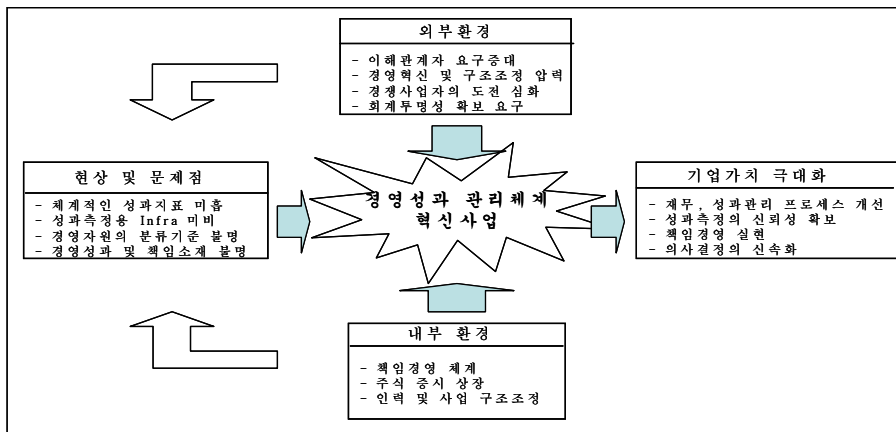 외부환경
- 이해관계자 요구증대
- 경영혁신 및 구조조정 압력
- 경쟁사업자의 도전 심화
- 회계투명성 확보 요구
현상 및 문제점
- 체계적인 성과지표 미흡
- 성과측정용 Infra 미비
- 경영자원의 분류기준 불명
- 경영성과 및 책임소재 불명
경영성과 관리체계
혁신사업
기업가치 극대화
- 재무, 성과관리 프로세스 개선
- 성과측정의 신뢰성 확보
- 책임경영 실현
- 의사결정의 신속화
내부 환경
- 책임경영 체계
- 주식 증시 상장
- 인력 및 사업 구조조정